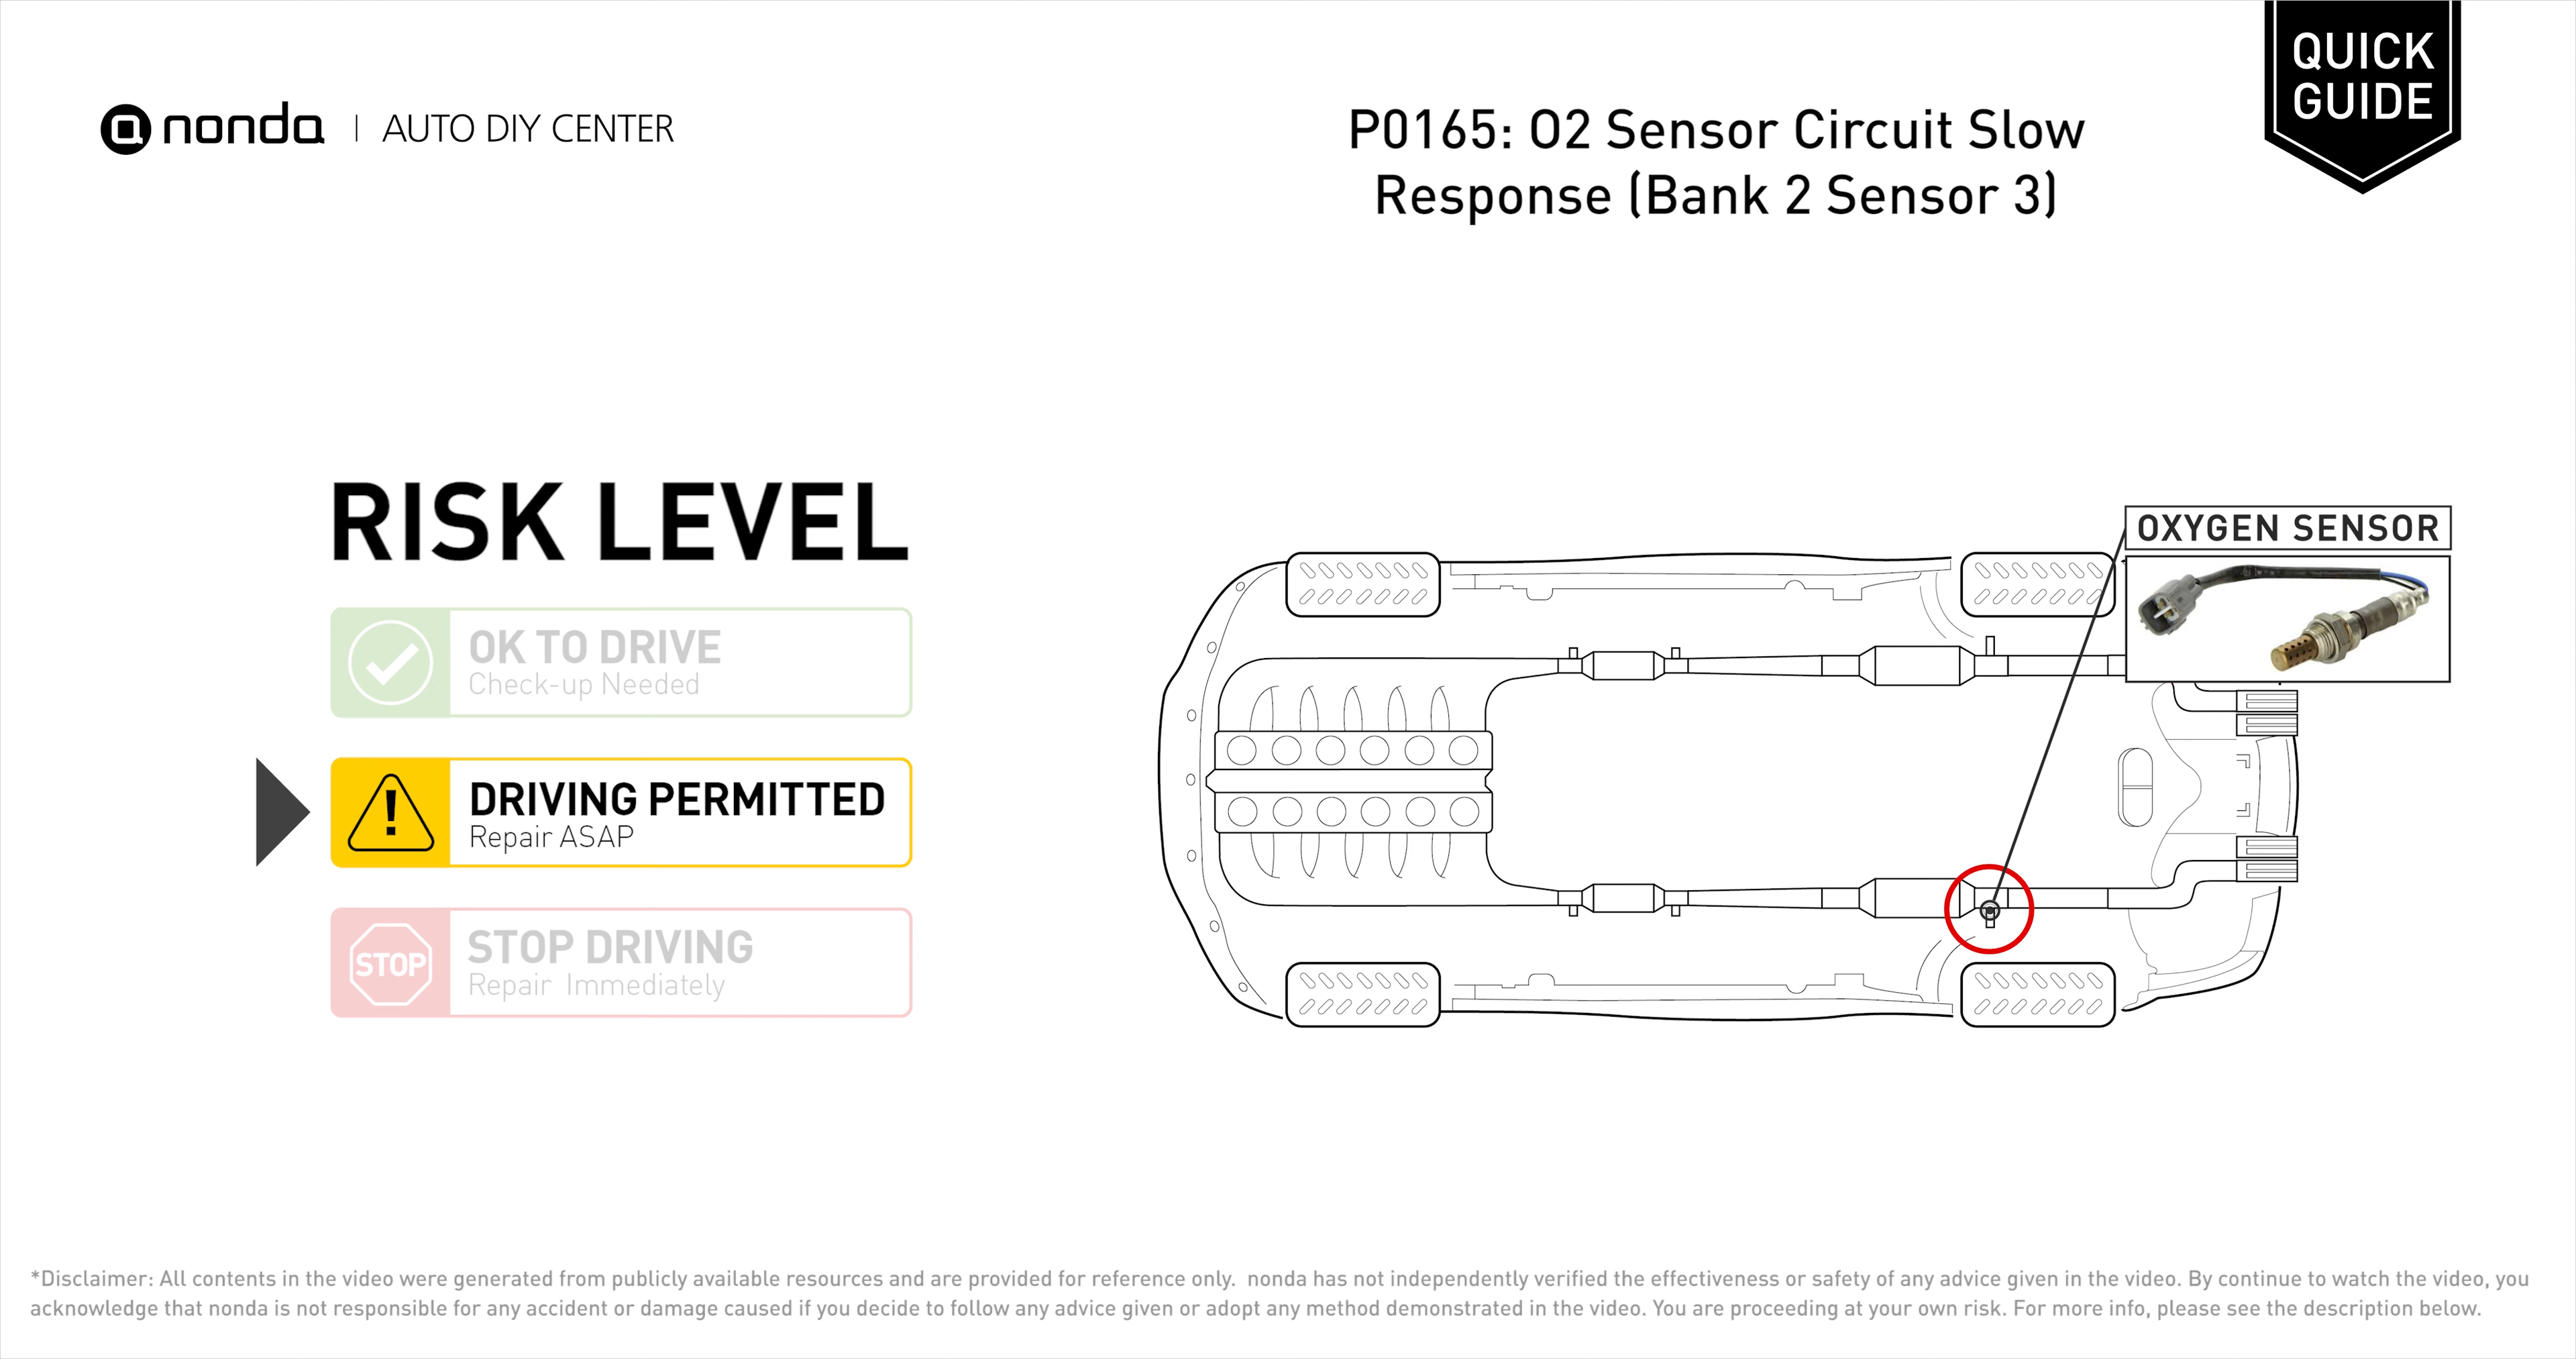 nonda | AUTO DIY CENTER
P0165: O2 Sensor Circuit Slow
Response (Bank 2 Sensor 3)
QUICK
GUIDE
RISK LEVEL
OK TO DRIVE
Check-up Needed
DRIVING PERMITTED
Repair ASAP
STOP
STOP DRIVING
Repair Immediately
OXYGEN SENSOR
*Disclaimer: All contents in the video were generated from publicly available resources and are provided for reference only. nonda has not independently verified the effectiveness or safety of any advice given in the video. By continue to watch the video, you
acknowledge that nonda is not responsible for any accident or damage caused if you decide to follow any advice given or adopt any method demonstrated in the video. You are proceeding at your own risk. For more info, please see the description below.